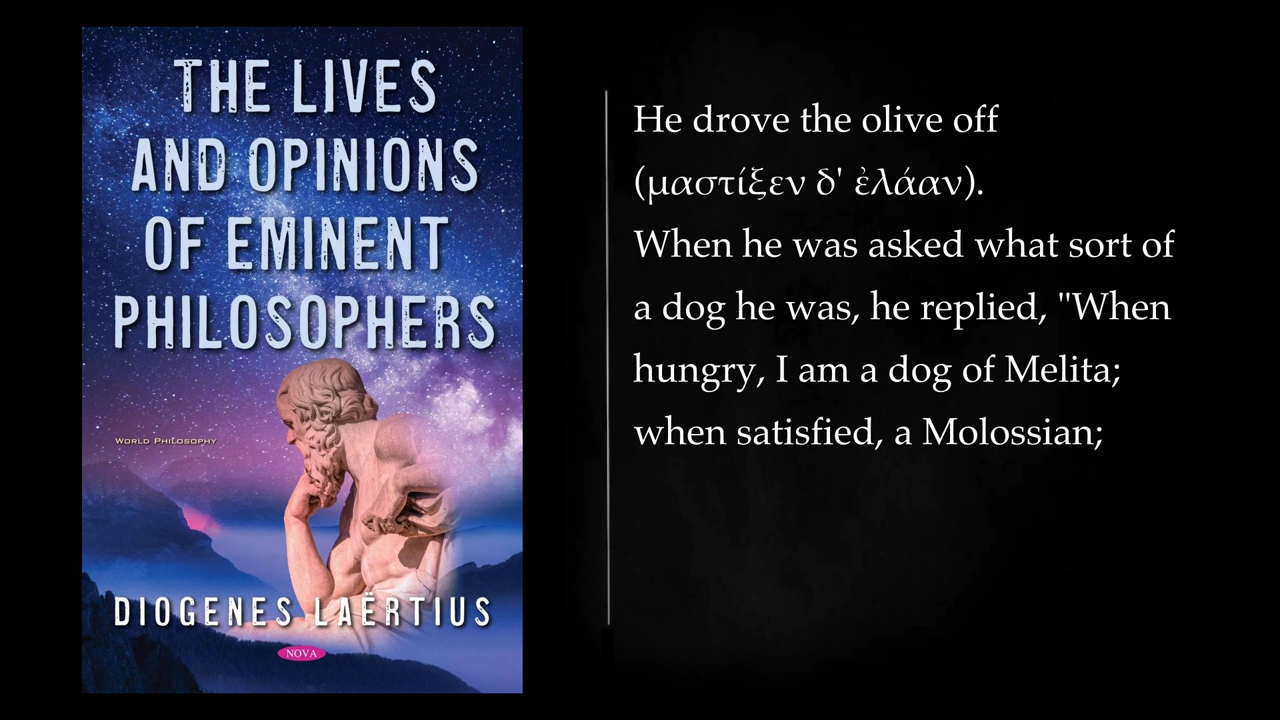 THE LIVES
AND OPINIONS
OF EMINENT
PHILOSOPHERS
WORLD PHILOSOPHY
DIOGENES LAËRTIUS
NOVA
He drove the olive off
(μαστίξεν δ' ἐλάαν).
When he was asked what sort of
a dog he was, he replied, "When
hungry, I am a dog of Melita;
when satisfied, a Molossian;